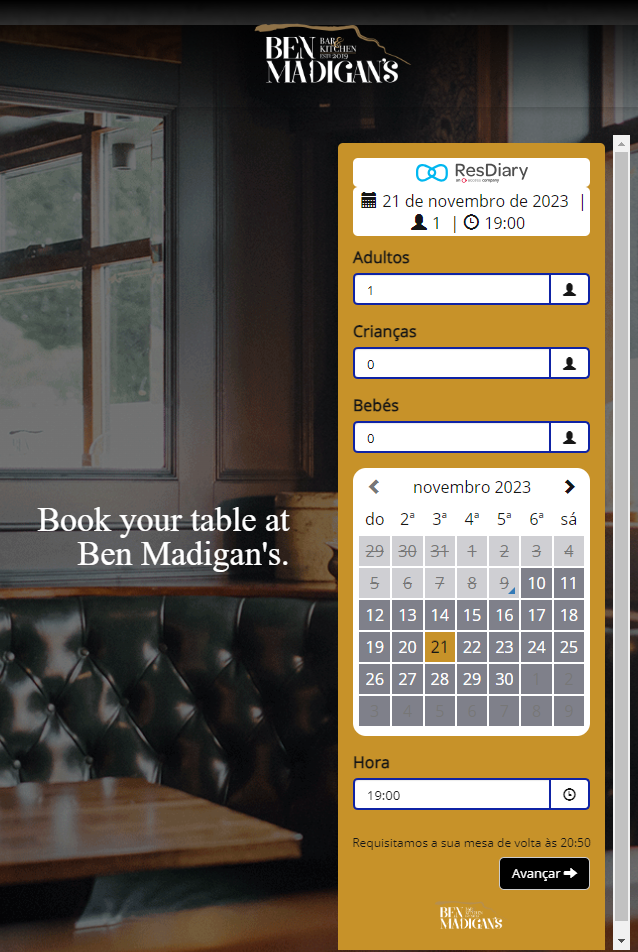 BEN BAR & KITCHEN
ESTD 2019
MADIGAN'S
ResDiary
an access company
21 de novembro de 2023 |
1 | 19:00
Adultos
1
Crianças
0
Bebés
0
novembro 2023
do 2ª 3ª 4ª 5ª 6ª sá
29 30 31 1 2 3 4
5 6 7 8 9 10 11
12 13 14 15 16 17 18
19 20 21 22 23 24 25
26 27 28 29 30 1 2
3 4 5 6 7 8 9
Book your table at
Ben Madigan's.
Hora
19:00
Requisitamos a sua mesa de volta às 20:50
Avançar
BEN
MADIGAN'S